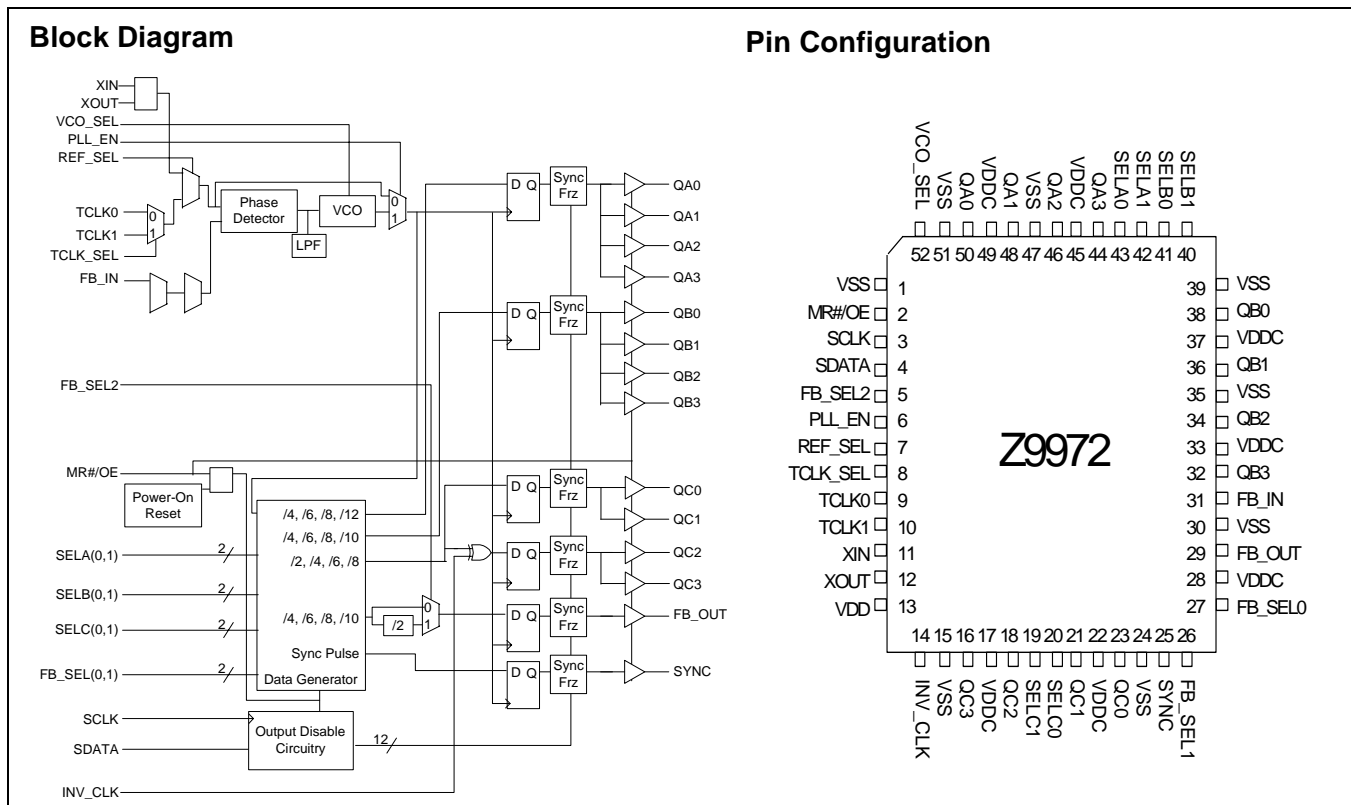 Block Diagram
Pin Configuration
XIN
XOUT
VCO_SEL
PLL_EN
REF_SEL
TCLK0
TCLK1
TCLK_SEL
FB_IN
0
1
Phase
Detector
LPF
VCO
0
1
FB_SEL2
MR#/OE
Power-On
Reset
SELA(0,1)
2
SELB(0,1)
2
SELC(0,1)
2
FB_SEL(0,1)
2
SCLK
SDATA
INV_CLK
/4, /6, /8, /12
/4, /6, /8, /10
/2, /4, /6, /8
/4, /6, /8, /10
Sync Pulse
Data Generator
/2
0
1
Output Disable
Circuitry
12
D Q
Sync
Frz
QA0
QA1
QA2
QA3
D Q
Sync
Frz
QB0
QB1
QB2
QB3
D Q
Sync
Frz
QC0
QC1
D Q
Sync
Frz
QC2
QC3
D Q
Sync
Frz
FB_OUT
D Q
Sync
Frz
SYNC
VCO_SEL
VSS
QA0
VDDC
QA1
VSS
QA2
VDDC
QA3
SELA0
SELA1
SELB0
SELB1
52 51 50 49 48 47 46 45 44 43 42 41 40
VSS 1
MR#/OE 2
SCLK 3
SDATA 4
FB_SEL2 5
PLL_EN 6
REF_SEL 7
TCLK_SEL 8
TCLK0 9
TCLK1 10
XIN 11
XOUT 12
VDD 13
Z9972
39 VSS
38 QB0
37 VDDC
36 QB1
35 VSS
34 QB2
33 VDDC
32 QB3
31 FB_IN
30 VSS
29 FB_OUT
28 VDDC
27 FB_SEL0
14 15 16 17 18 19 20 21 22 23 24 25 26
INV_CLK
VSS
QC3
VDDC
QC2
SELC1
SELC0
QC1
VDDC
QC0
VSS
SYNC
FB_SEL1